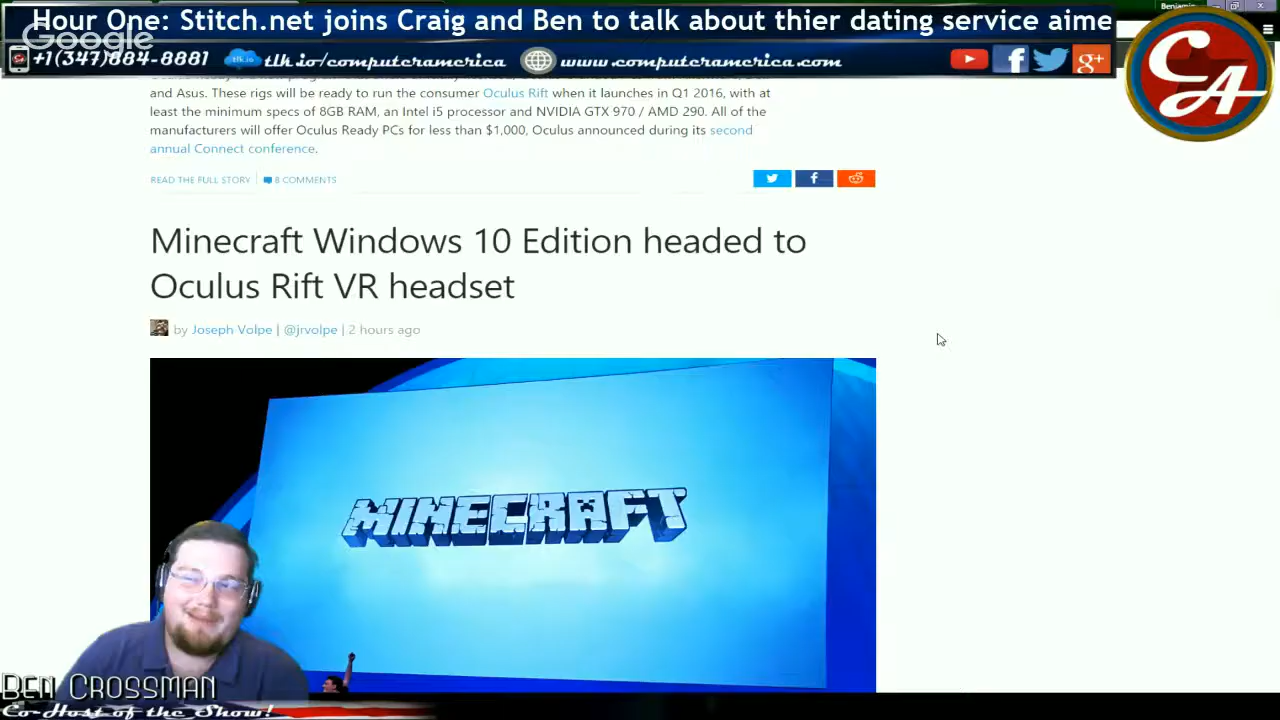 Hour One: Stitch.net joins Craig and Ben to talk about thier dating service aime
Benjamin
Google
+1(347)884-8881 tlk.io tlk.io/computeramerica www.computeramerica.com
CA
and Asus. These rigs will be ready to run the consumer Oculus Rift when it launches in Q1 2016, with at
least the minimum specs of 8GB RAM, an Intel i5 processor and NVIDIA GTX 970 / AMD 290. All of the
manufacturers will offer Oculus Ready PCs for less than $1,000, Oculus announced during its second
annual Connect conference.
READ THE FULL STORY 8 COMMENTS
Minecraft Windows 10 Edition headed to
Oculus Rift VR headset
by Joseph Volpe | @jrvolpe | 2 hours ago
MINECRAFT
BEN CROSSMAN
Co-Host of the Show!